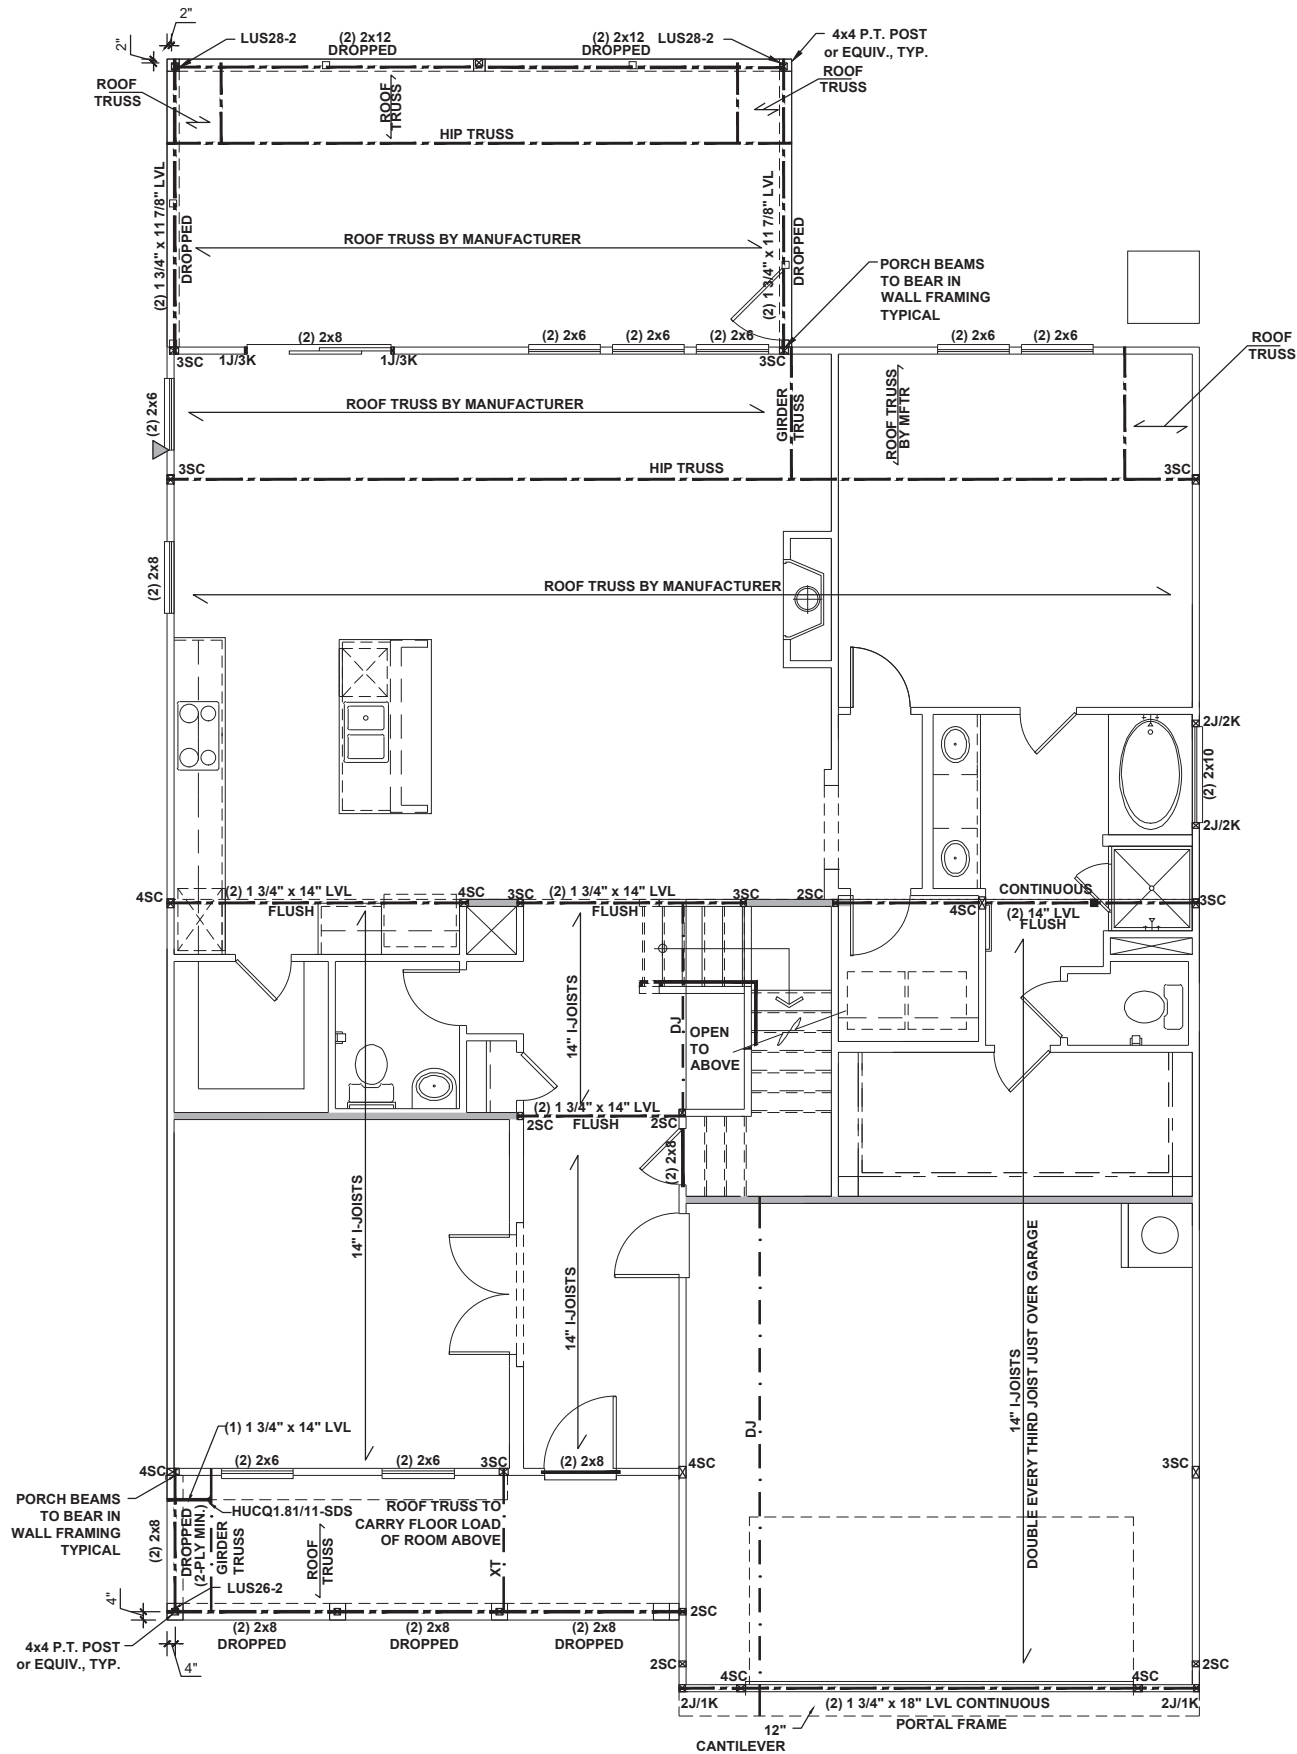 2"
2"
LUS28-2
(2) 2x12
DROPPED
(2) 2x12
DROPPED
LUS28-2
4x4 P.T. POST
or EQUIV., TYP.
ROOF
TRUSS
ROOF
TRUSS
ROOF
TRUSS
HIP TRUSS
(2) 1 3/4" x 11 7/8" LVL
DROPPED
ROOF TRUSS BY MANUFACTURER
(2) 1 3/4" x 11 7/8" LVL
DROPPED
PORCH BEAMS
TO BEAR IN
WALL FRAMING
TYPICAL
(2) 2x8
(2) 2x6
(2) 2x6
(2) 2x6
(2) 2x6
(2) 2x6
ROOF
TRUSS
3SC
1J/3K
1J/3K
3SC
(2) 2x6
ROOF TRUSS BY MANUFACTURER
GIRDER
TRUSS
ROOF TRUSS
BY MFTR
3SC
HIP TRUSS
3SC
(2) 2x8
ROOF TRUSS BY MANUFACTURER
2J/2K
(2) 2x10
2J/2K
4SC
(2) 1 3/4" x 14" LVL
FLUSH
4SC
3SC
(2) 1 3/4" x 14" LVL
FLUSH
3SC
2SC
4SC
CONTINUOUS
(2) 14" LVL
FLUSH
3SC
14" I-JOISTS
DJ
OPEN
TO
ABOVE
(2) 1 3/4" x 14" LVL
FLUSH
2SC
2SC
(2) 2x8
14" I-JOISTS
14" I-JOISTS
14" I-JOISTS
DOUBLE EVERY THIRD JOIST JUST OVER GARAGE
DJ
(1) 1 3/4" x 14" LVL
4SC
(2) 2x6
(2) 2x6
3SC
(2) 2x8
4SC
3SC
PORCH BEAMS
TO BEAR IN
WALL FRAMING
TYPICAL
(2) 2x8
DROPPED
(2-PLY MIN.)
GIRDER
TRUSS
HUCQ1.81/11-SDS
ROOF TRUSS TO
CARRY FLOOR LOAD
OF ROOM ABOVE
ROOF
TRUSS
XT
LUS26-2
4"
2SC
(2) 2x8
DROPPED
(2) 2x8
DROPPED
(2) 2x8
DROPPED
4x4 P.T. POST
or EQUIV., TYP.
4"
2SC
2SC
4SC
4SC
2J/1K
(2) 1 3/4" x 18" LVL CONTINUOUS
2J/1K
PORTAL FRAME
12"
CANTILEVER